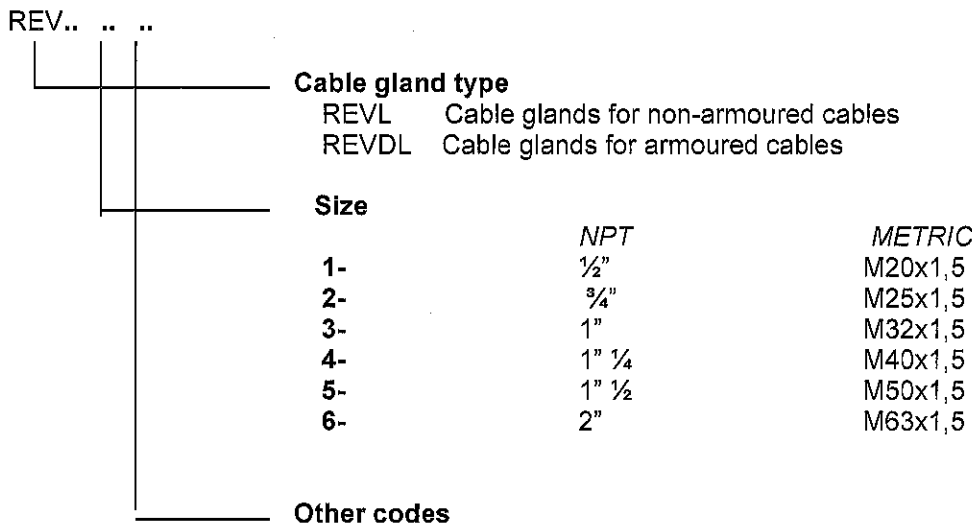 REV.. .. ..
Cable gland type
REVL Cable glands for non-armoured cables
REVDL Cable glands for armoured cables
Size
NPT METRIC
1- ½” M20x1,5
2- ¾” M25x1,5
3- 1” M32x1,5
4- 1” ¼ M40x1,5
5- 1” ½ M50x1,5
6- 2” M63x1,5
Other codes